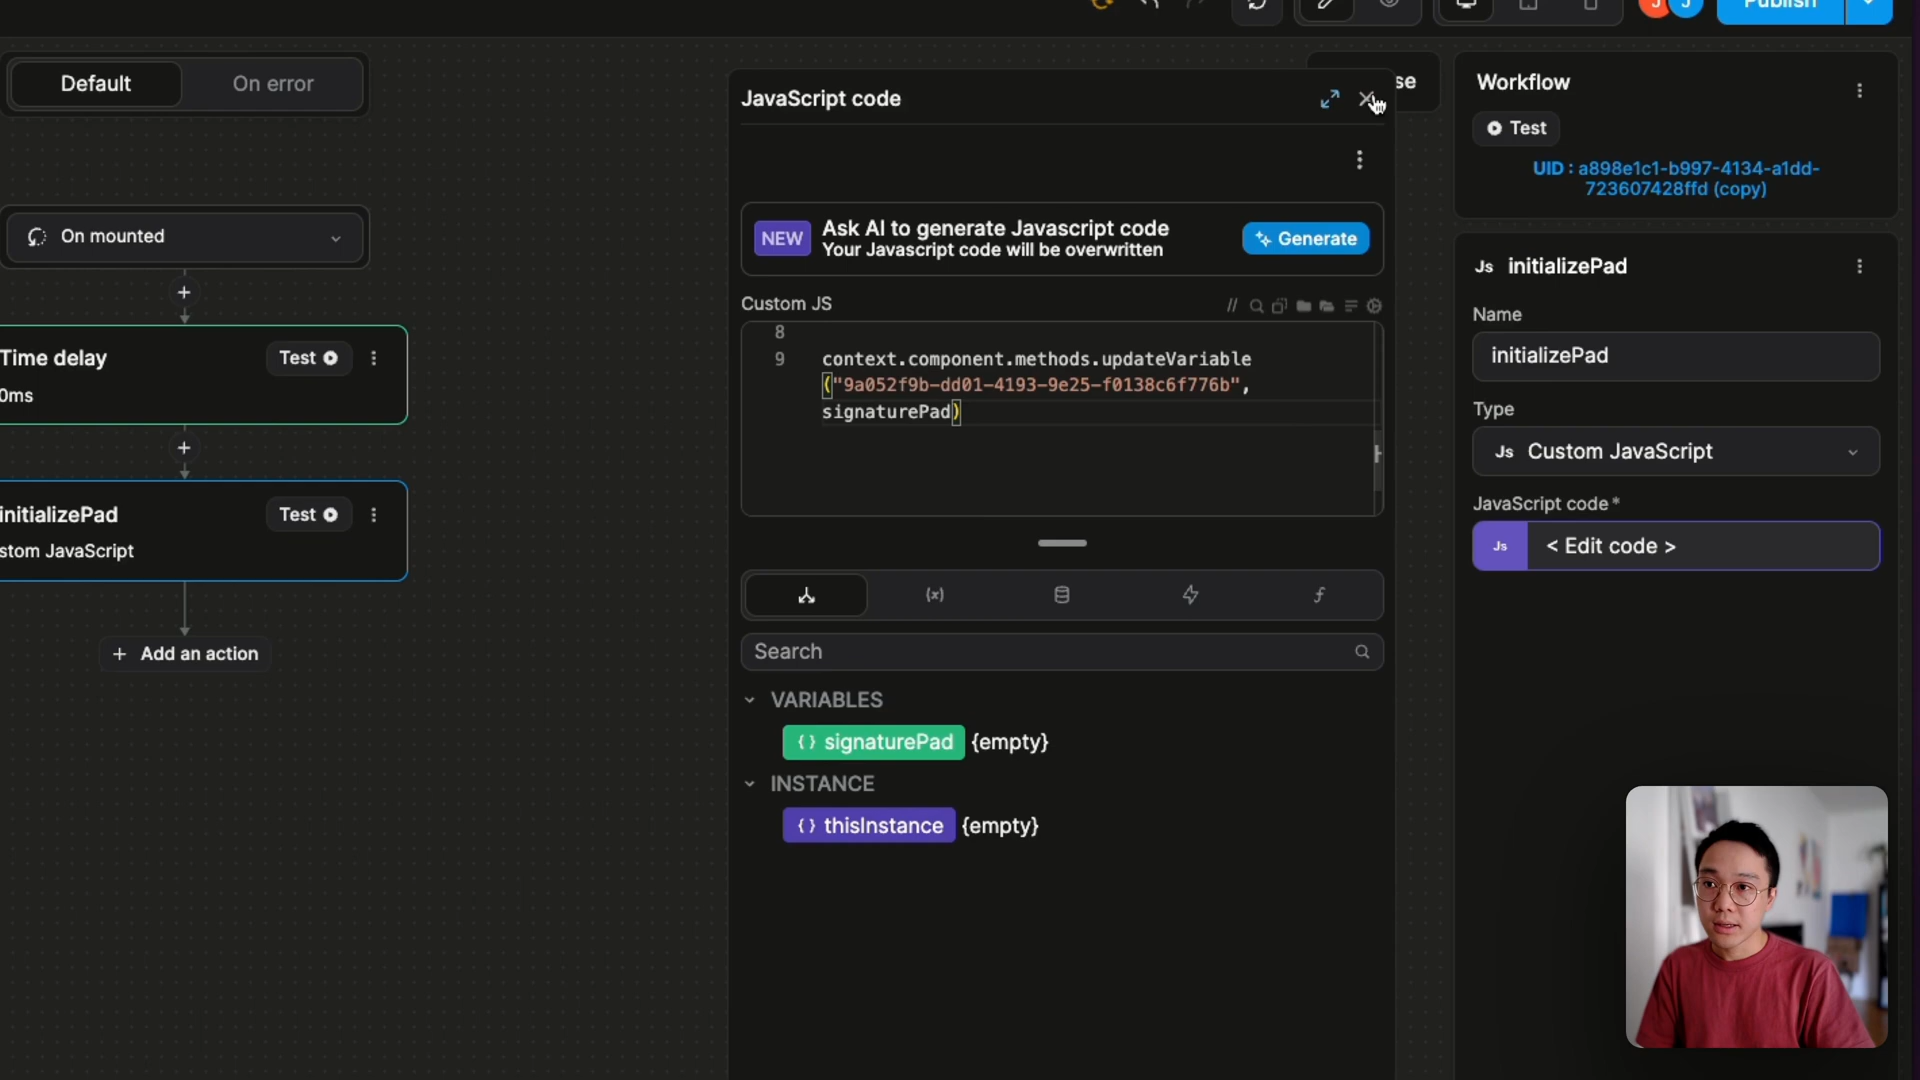 Publish
Default
On error
On mounted
Time delay
Test
0ms
initializePad
Test
stom JavaScript
+ Add an action
JavaScript code
se
NEW
Ask AI to generate Javascript code
Your Javascript code will be overwritten
Generate
Custom JS
//
8
9 context.component.methods.updateVariable
("9a052f9b-dd01-4193-9e25-f0138c6f776b",
signaturePad)
(x)
f
Search
VARIABLES
{} signaturePad {empty}
INSTANCE
{} thisInstance {empty}
Workflow
Test
UID : a898e1c1-b997-4134-a1dd-
723607428ffd (copy)
Js initializePad
Name
initializePad
Type
Js Custom JavaScript
JavaScript code*
Js < Edit code >